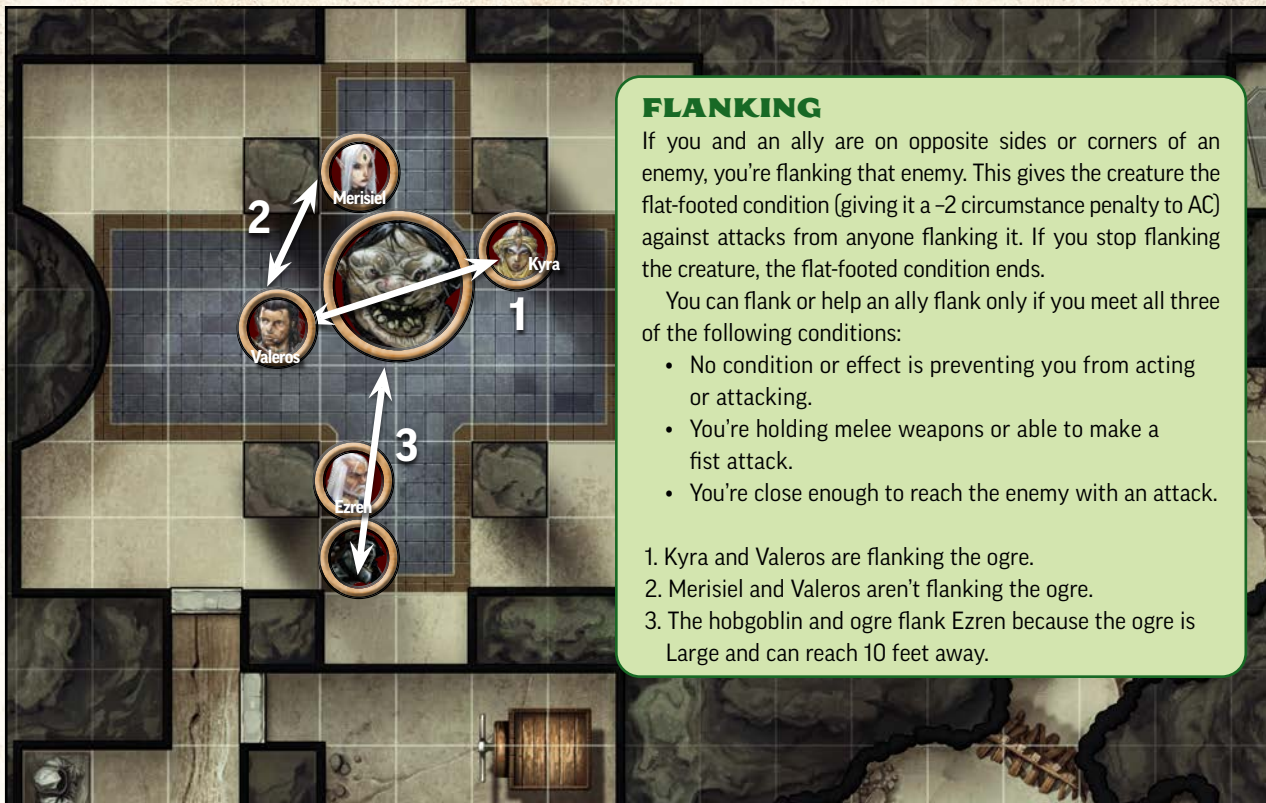 Merisiel
2
Kyra
1
Valeros
3
Ezren
FLANKING
If you and an ally are on opposite sides or corners of an
enemy, you're flanking that enemy. This gives the creature the
flat-footed condition (giving it a –2 circumstance penalty to AC)
against attacks from anyone flanking it. If you stop flanking
the creature, the flat-footed condition ends.
You can flank or help an ally flank only if you meet all three
of the following conditions:
• No condition or effect is preventing you from acting
or attacking.
• You're holding melee weapons or able to make a
fist attack.
• You're close enough to reach the enemy with an attack.
1. Kyra and Valeros are flanking the ogre.
2. Merisiel and Valeros aren't flanking the ogre.
3. The hobgoblin and ogre flank Ezren because the ogre is
Large and can reach 10 feet away.